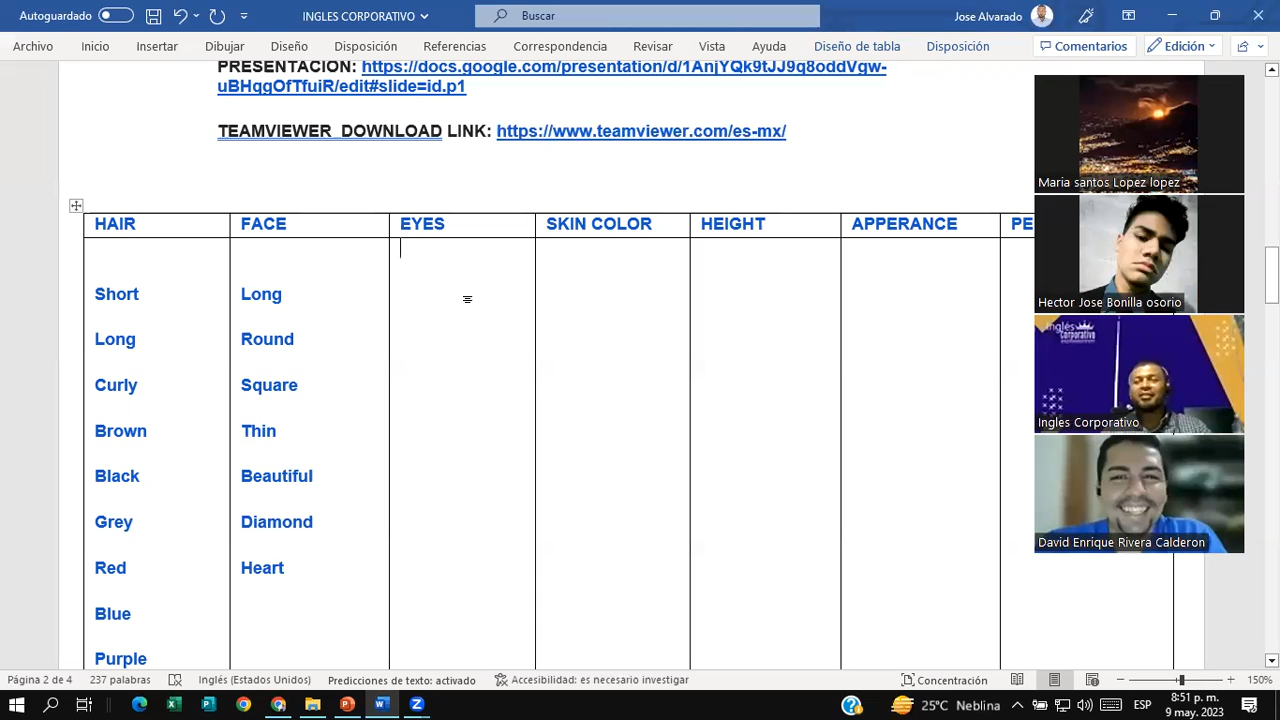 Autoguardado
INGLES CORPORATIVO
Buscar
Jose Alvarado
Archivo Inicio Insertar Dibujar Diseño Disposición Referencias Correspondencia Revisar Vista Ayuda Diseño de tabla Disposición Comentarios Edición
PRESENTACION: https://docs.google.com/presentation/d/1AnjYQk9tJJ9q8oddVgw-
uBHqgOfTfuiR/edit#slide=id.p1
TEAMVIEWER DOWNLOAD LINK: https://www.teamviewer.com/es-mx/
HAIR FACE EYES SKIN COLOR HEIGHT APPERANCE PE
Short Long
Long Round
Curly Square
Brown Thin
Black Beautiful
Grey Diamond
Red Heart
Blue
Purple
Maria santos Lopez lopez
Hector Jose Bonilla osorio
Inglés
Corporativo
Ingles Corporativo
David Enrique Rivera Calderon
Página 2 de 4 237 palabras Inglés (Estados Unidos) Predicciones de texto: activado Accesibilidad: es necesario investigar Concentración 150%
25°C Neblina ESP 8:51 p. m.
9 may. 2023